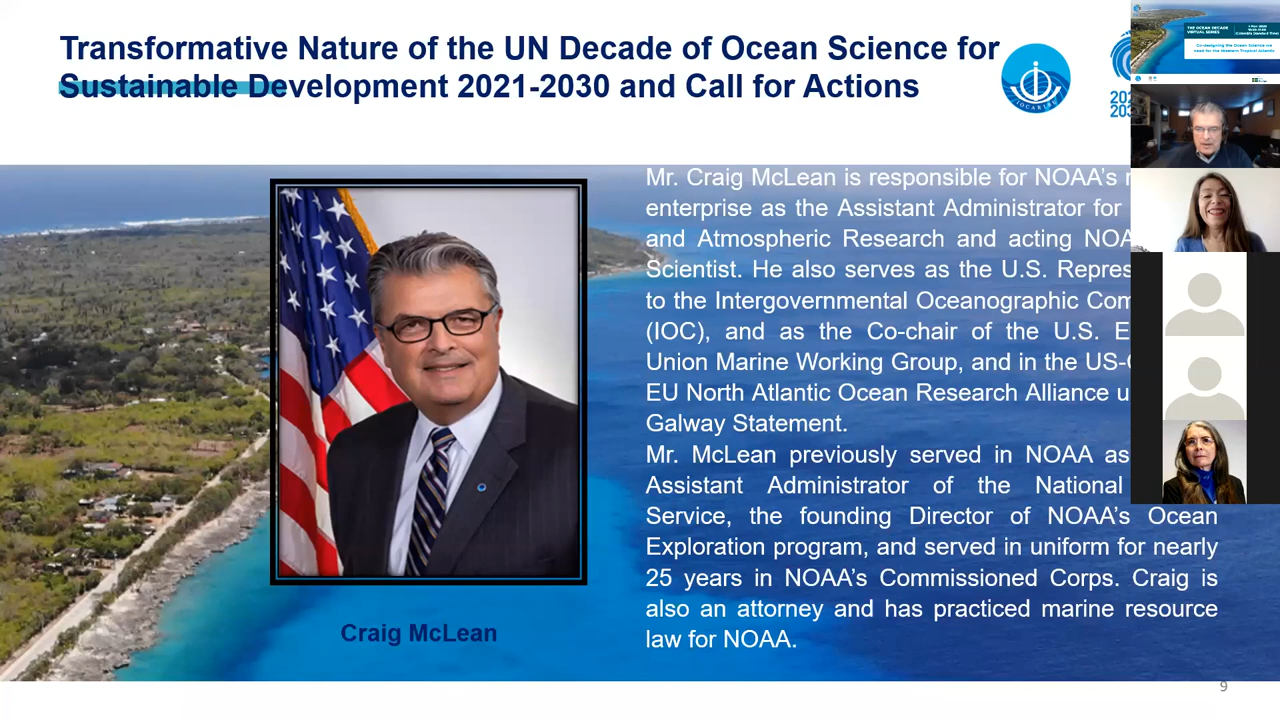 Transformative Nature of the UN Decade of Ocean Science for
Sustainable Development 2021-2030 and Call for Actions
IOCARIBE
THE OCEAN DECADE
VIRTUAL SERIES
Mr. Craig McLean is responsible for NOAA’s
enterprise as the Assistant Administrator for
and Atmospheric Research and acting
Scientist. He also serves as the U.S.
to the Intergovernmental Oceanographic
(IOC), and as the Co-chair of the U.S.
Union Marine Working Group, and in the
EU North Atlantic Ocean Research Alliance
Galway Statement.
Mr. McLean previously served in NOAA as
Assistant Administrator of the National
Service, the founding Director of NOAA’s Ocean
Exploration program, and served in uniform for nearly
25 years in NOAA’s Commissioned Corps. Craig is
also an attorney and has practiced marine resource
law for NOAA.
Craig McLean
9